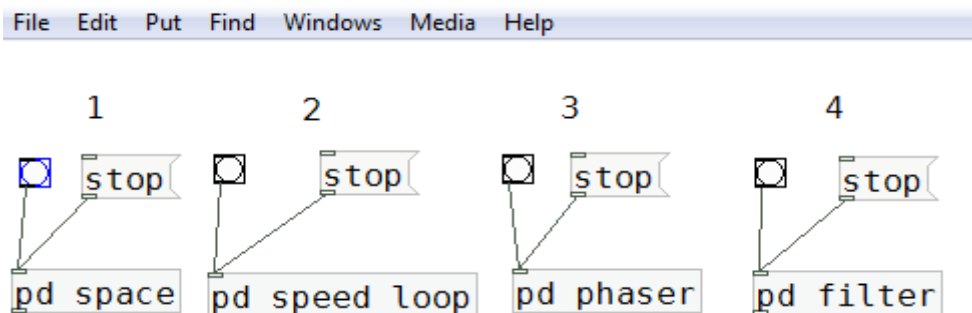 File Edit Put Find Windows Media Help
1 2 3 4
stop stop stop stop
pd space pd speed loop pd phaser pd filter